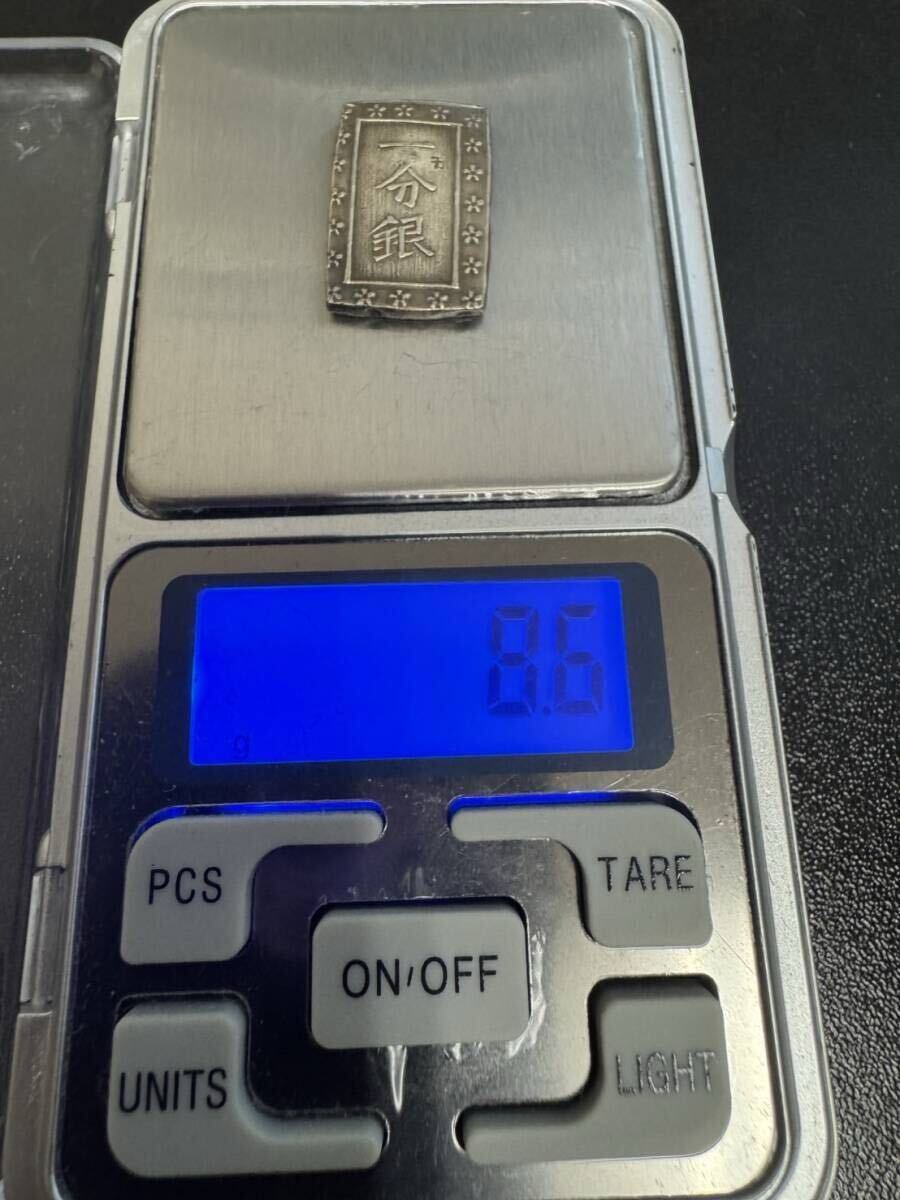 一
分
銀
8.6
g
PCS
TARE
ON/OFF
UNITS
LIGHT